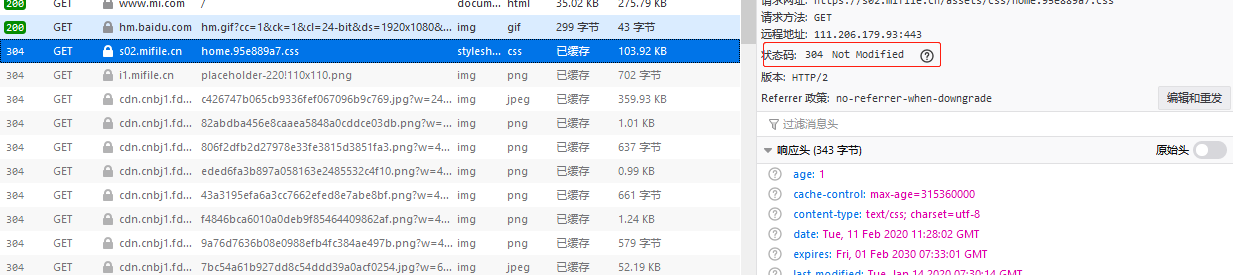 200 GET www.mi.com / docum... html 35.02 KB 275.79 KB
200 GET hm.baidu.com hm.gif?cc=1&ck=1&cl=24-bit&ds=1920x1080&... img gif 299 字节 43 字节
304 GET s02.mifile.cn home.95e889a7.css stylesh... css 已缓存 103.92 KB
304 GET i1.mifile.cn placeholder-220!110x110.png img png 已缓存 702 字节
304 GET cdn.cnbj1.fd... c426747b065cb9336fef067096b9c769.jpg?w=24... img jpeg 已缓存 359.93 KB
304 GET cdn.cnbj1.fd... 82abdba456e8caaea5848a0cddce03db.png?w=4... img png 已缓存 1.01 KB
304 GET cdn.cnbj1.fd... 806f2dfb2d27978e33fe3815d3851fa3.png?w=4... img png 已缓存 637 字节
304 GET cdn.cnbj1.fd... eded6fa3b897a058163e2485532c4f10.png?w=4... img png 已缓存 0.99 KB
304 GET cdn.cnbj1.fd... 43a3195efa6a3cc7662efed8e7abe8bf.png?w=4... img png 已缓存 661 字节
304 GET cdn.cnbj1.fd... f4846bca6010a0deb9f85464409862af.png?w=4... img png 已缓存 1.24 KB
304 GET cdn.cnbj1.fd... 9a76d7636b08e0988efb4fc384ae497b.png?w=4... img png 已缓存 579 字节
304 GET cdn.cnbj1.fd... 7bc54a61b927dd8c54ddd39a0acf0254.jpg?w=6... img jpeg 已缓存 52.19 KB
请求网址: https://s02.mifile.cn/assets/css/home.95e889a7.css
请求方法: GET
远程地址: 111.206.179.93:443
状态码: 304 Not Modified ?
版本: HTTP/2
Referrer 政策: no-referrer-when-downgrade 编辑和重发
过滤消息头
响应头 (343 字节) 原始头
? age: 1
? cache-control: max-age=315360000
? content-type: text/css; charset=utf-8
? date: Tue, 11 Feb 2020 11:28:02 GMT
? expires: Fri, 01 Feb 2030 07:33:01 GMT
? last-modified: Tue, Jan 14 2020 07:30:14 GMT